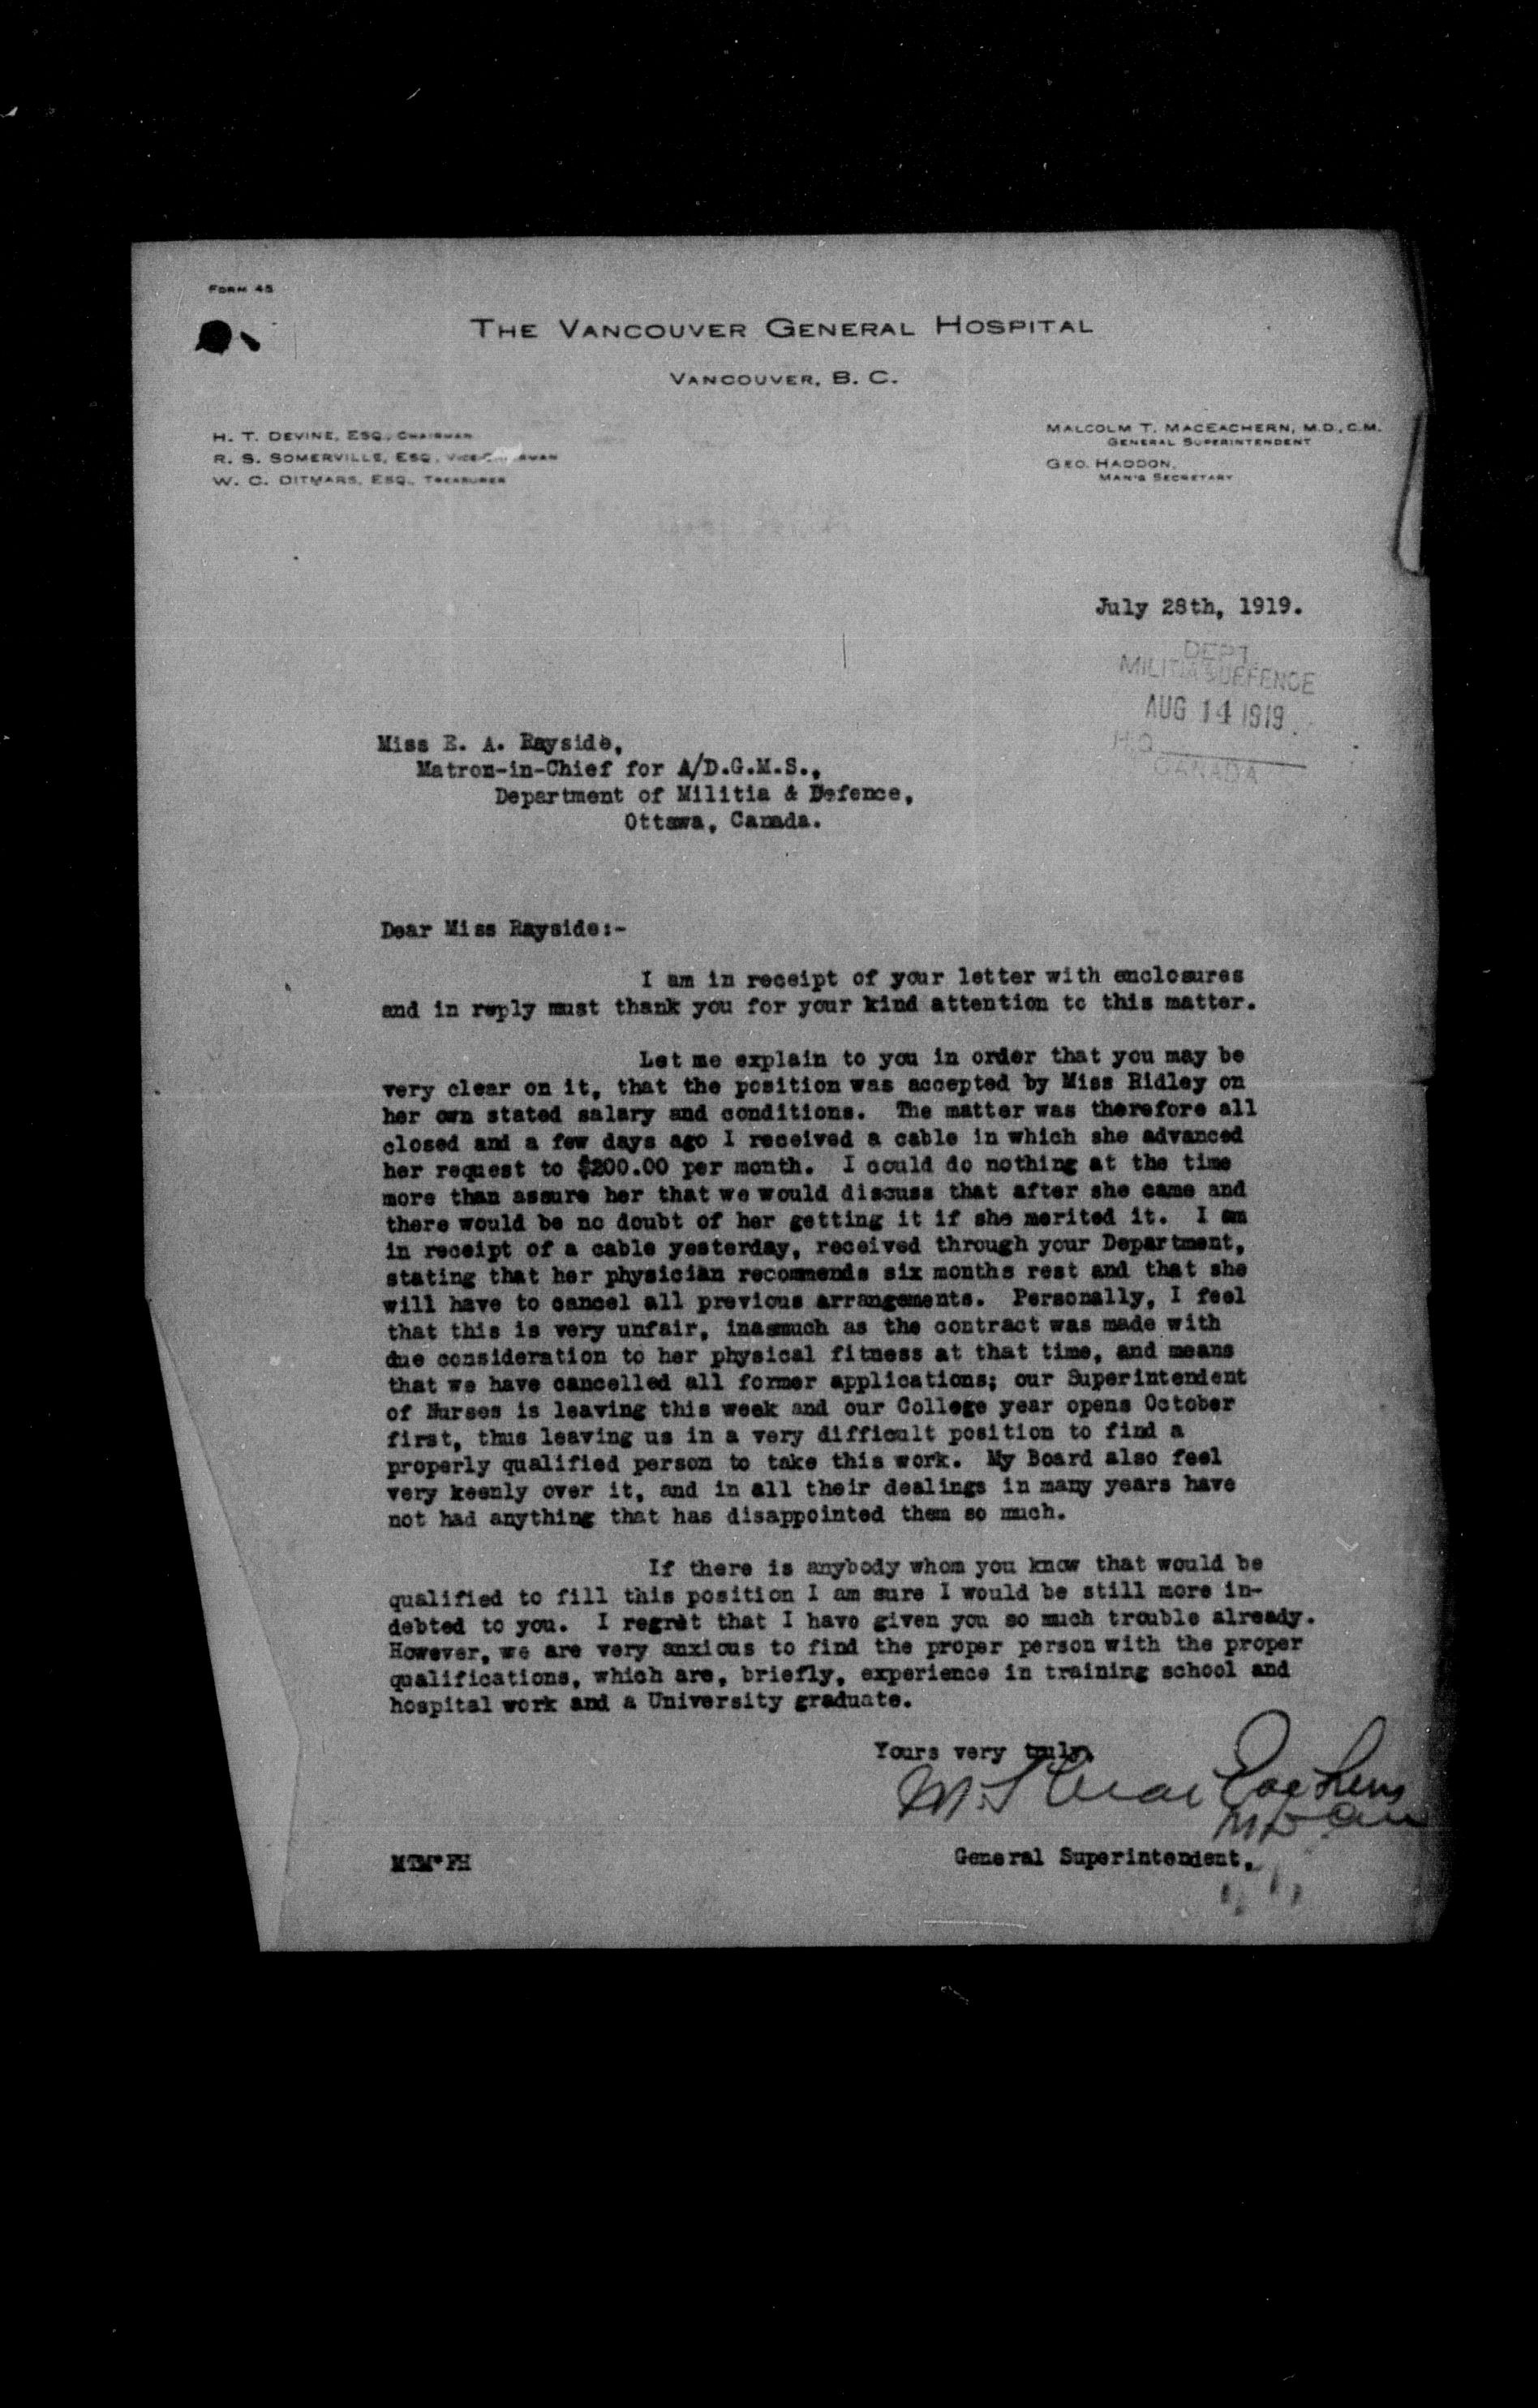 FORM 45
THE VANCOUVER GENERAL HOSPITAL
VANCOUVER, B. C.
H. T. DEVINE, ESQ., CHAIRMAN
R. S. SOMERVILLE, ESQ., VICE-CHAIRMAN
W. C. DITMARS, ESQ., TREASURER
MALCOLM T. MACEACHERN, M.D., C.M.
GENERAL SUPERINTENDENT
GEO. HADDON,
MAN'G SECRETARY
July 28th, 1919.
DEPT.
MILITIA & DEFENCE
AUG 14 1919
H.Q.
CANADA
Miss E. A. Rayside,
Matron-in-Chief for A/D.G.M.S.,
Department of Militia & Defence,
Ottawa, Canada.
Dear Miss Rayside:-
I am in receipt of your letter with enclosures
and in reply must thank you for your kind attention to this matter.
Let me explain to you in order that you may be
very clear on it, that the position was accepted by Miss Ridley on
her own stated salary and conditions. The matter was therefore all
closed and a few days ago I received a cable in which she advanced
her request to $200.00 per month. I could do nothing at the time
more than assure her that we would discuss that after she came and
there would be no doubt of her getting it if she merited it. I am
in receipt of a cable yesterday, received through your Department,
stating that her physician recommends six months rest and that she
will have to cancel all previous arrangements. Personally, I feel
that this is very unfair, inasmuch as the contract was made with
due consideration to her physical fitness at that time, and means
that we have cancelled all former applications; our Superintendent
of Nurses is leaving this week and our College year opens October
first, thus leaving us in a very difficult position to find a
properly qualified person to take this work. My Board also feel
very keenly over it, and in all their dealings in many years have
not had anything that has disappointed them so much.
If there is anybody whom you know that would be
qualified to fill this position I am sure I would be still more in-
debted to you. I regret that I have given you so much trouble already.
However, we are very anxious to find the proper person with the proper
qualifications, which are, briefly, experience in training school and
hospital work and a University graduate.
Yours very truly,
M. T. MacEachern
General Superintendent.
MTM*FH